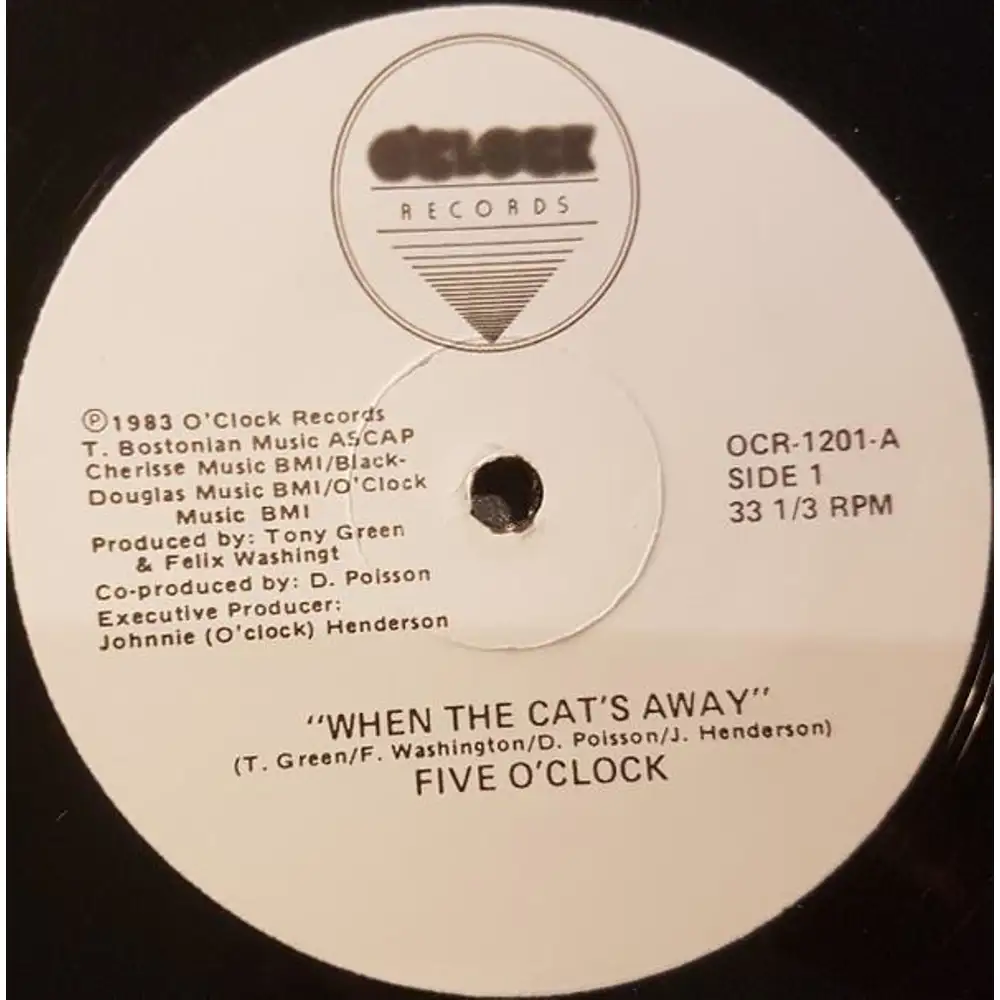 O'CLOCK
RECORDS
℗1983 O'Clock Records
T. Bostonian Music ASCAP
Cherisse Music BMI/Black-
Douglas Music BMI/O'Clock
Music BMI
Produced by: Tony Green
& Felix Washingt
Co-produced by: D. Poisson
Executive Producer:
Johnnie (O'clock) Henderson
OCR-1201-A
SIDE 1
33 1/3 RPM
"WHEN THE CAT'S AWAY"
(T. Green/F. Washington/D. Poisson/J. Henderson)
FIVE O'CLOCK